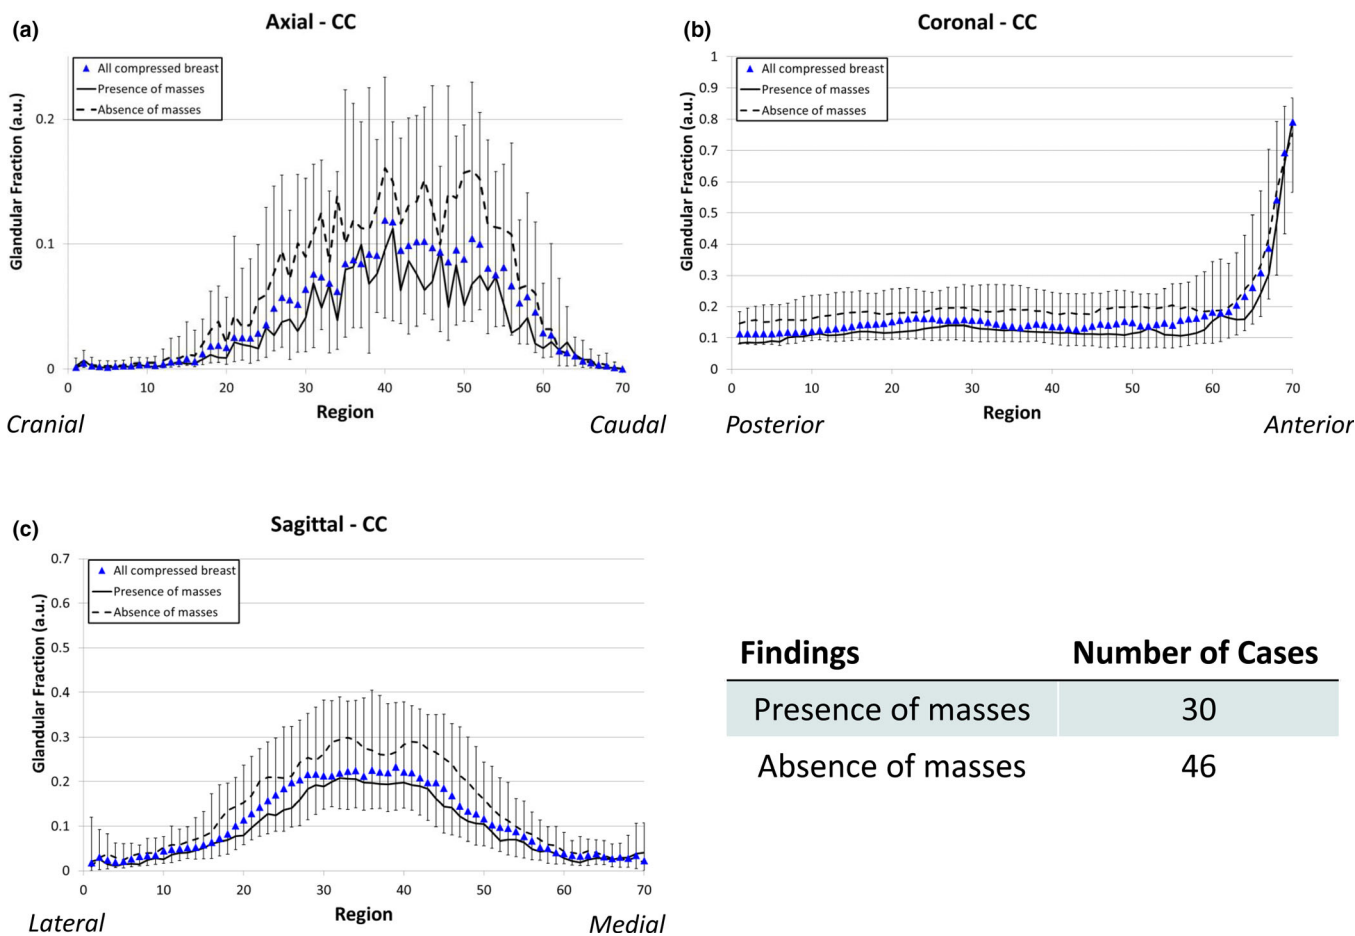 (a)
Axial - CC
All compressed breast
Presence of masses
Absence of masses
Glandular Fraction (a.u.)
0.2
0.1
0
0 10 20 30 40 50 60 70
Region
Cranial
Caudal
(b)
Coronal - CC
All compressed breast
Presence of masses
Absence of masses
Glandular Fraction (a.u.)
1
0.9
0.8
0.7
0.6
0.5
0.4
0.3
0.2
0.1
0
0 10 20 30 40 50 60 70
Region
Posterior
Anterior
(c)
Sagittal - CC
All compressed breast
Presence of masses
Absence of masses
Glandular Fraction (a.u.)
0.7
0.6
0.5
0.4
0.3
0.2
0.1
0
0 10 20 30 40 50 60 70
Region
Lateral
Medial
Findings Number of Cases
Presence of masses 30
Absence of masses 46